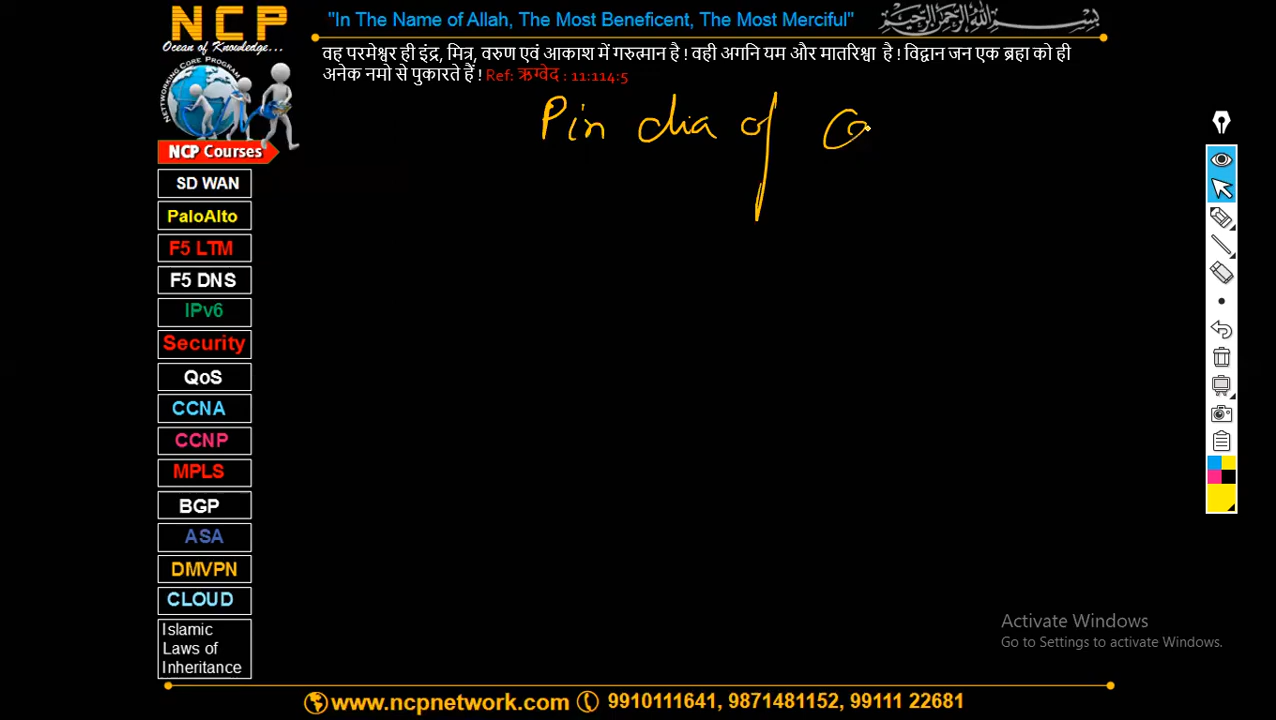 NCP
Ocean of Knowledge...
"In The Name of Allah, The Most Beneficent, The Most Merciful"
بسم الله الرحمن الرحيم
वह परमेश्वर ही इंद्र, मित्र, वरुण एवं आकाश में गरुत्मान है ! वही अगनि यम और मातरिश्वा है ! विद्वान जन एक ब्रहा को ही
अनेक नमो से पुकारते हैं ! Ref: ऋग्वेद : 11:114:5
Pin dia of
NCP Courses
SD WAN
PaloAlto
F5 LTM
F5 DNS
IPv6
Security
QoS
CCNA
CCNP
MPLS
BGP
ASA
DMVPN
CLOUD
Islamic
Laws of
Inheritance
Activate Windows
Go to Settings to activate Windows.
www.ncpnetwork.com 9910111641, 9871481152, 99111 22681